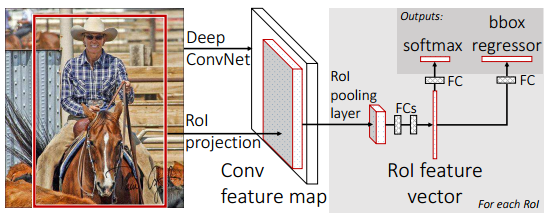 Deep
ConvNet
RoI
projection
Conv
feature map
RoI
pooling
layer
FCs
RoI feature
vector
Outputs:
softmax
FC
bbox
regressor
FC
For each RoI